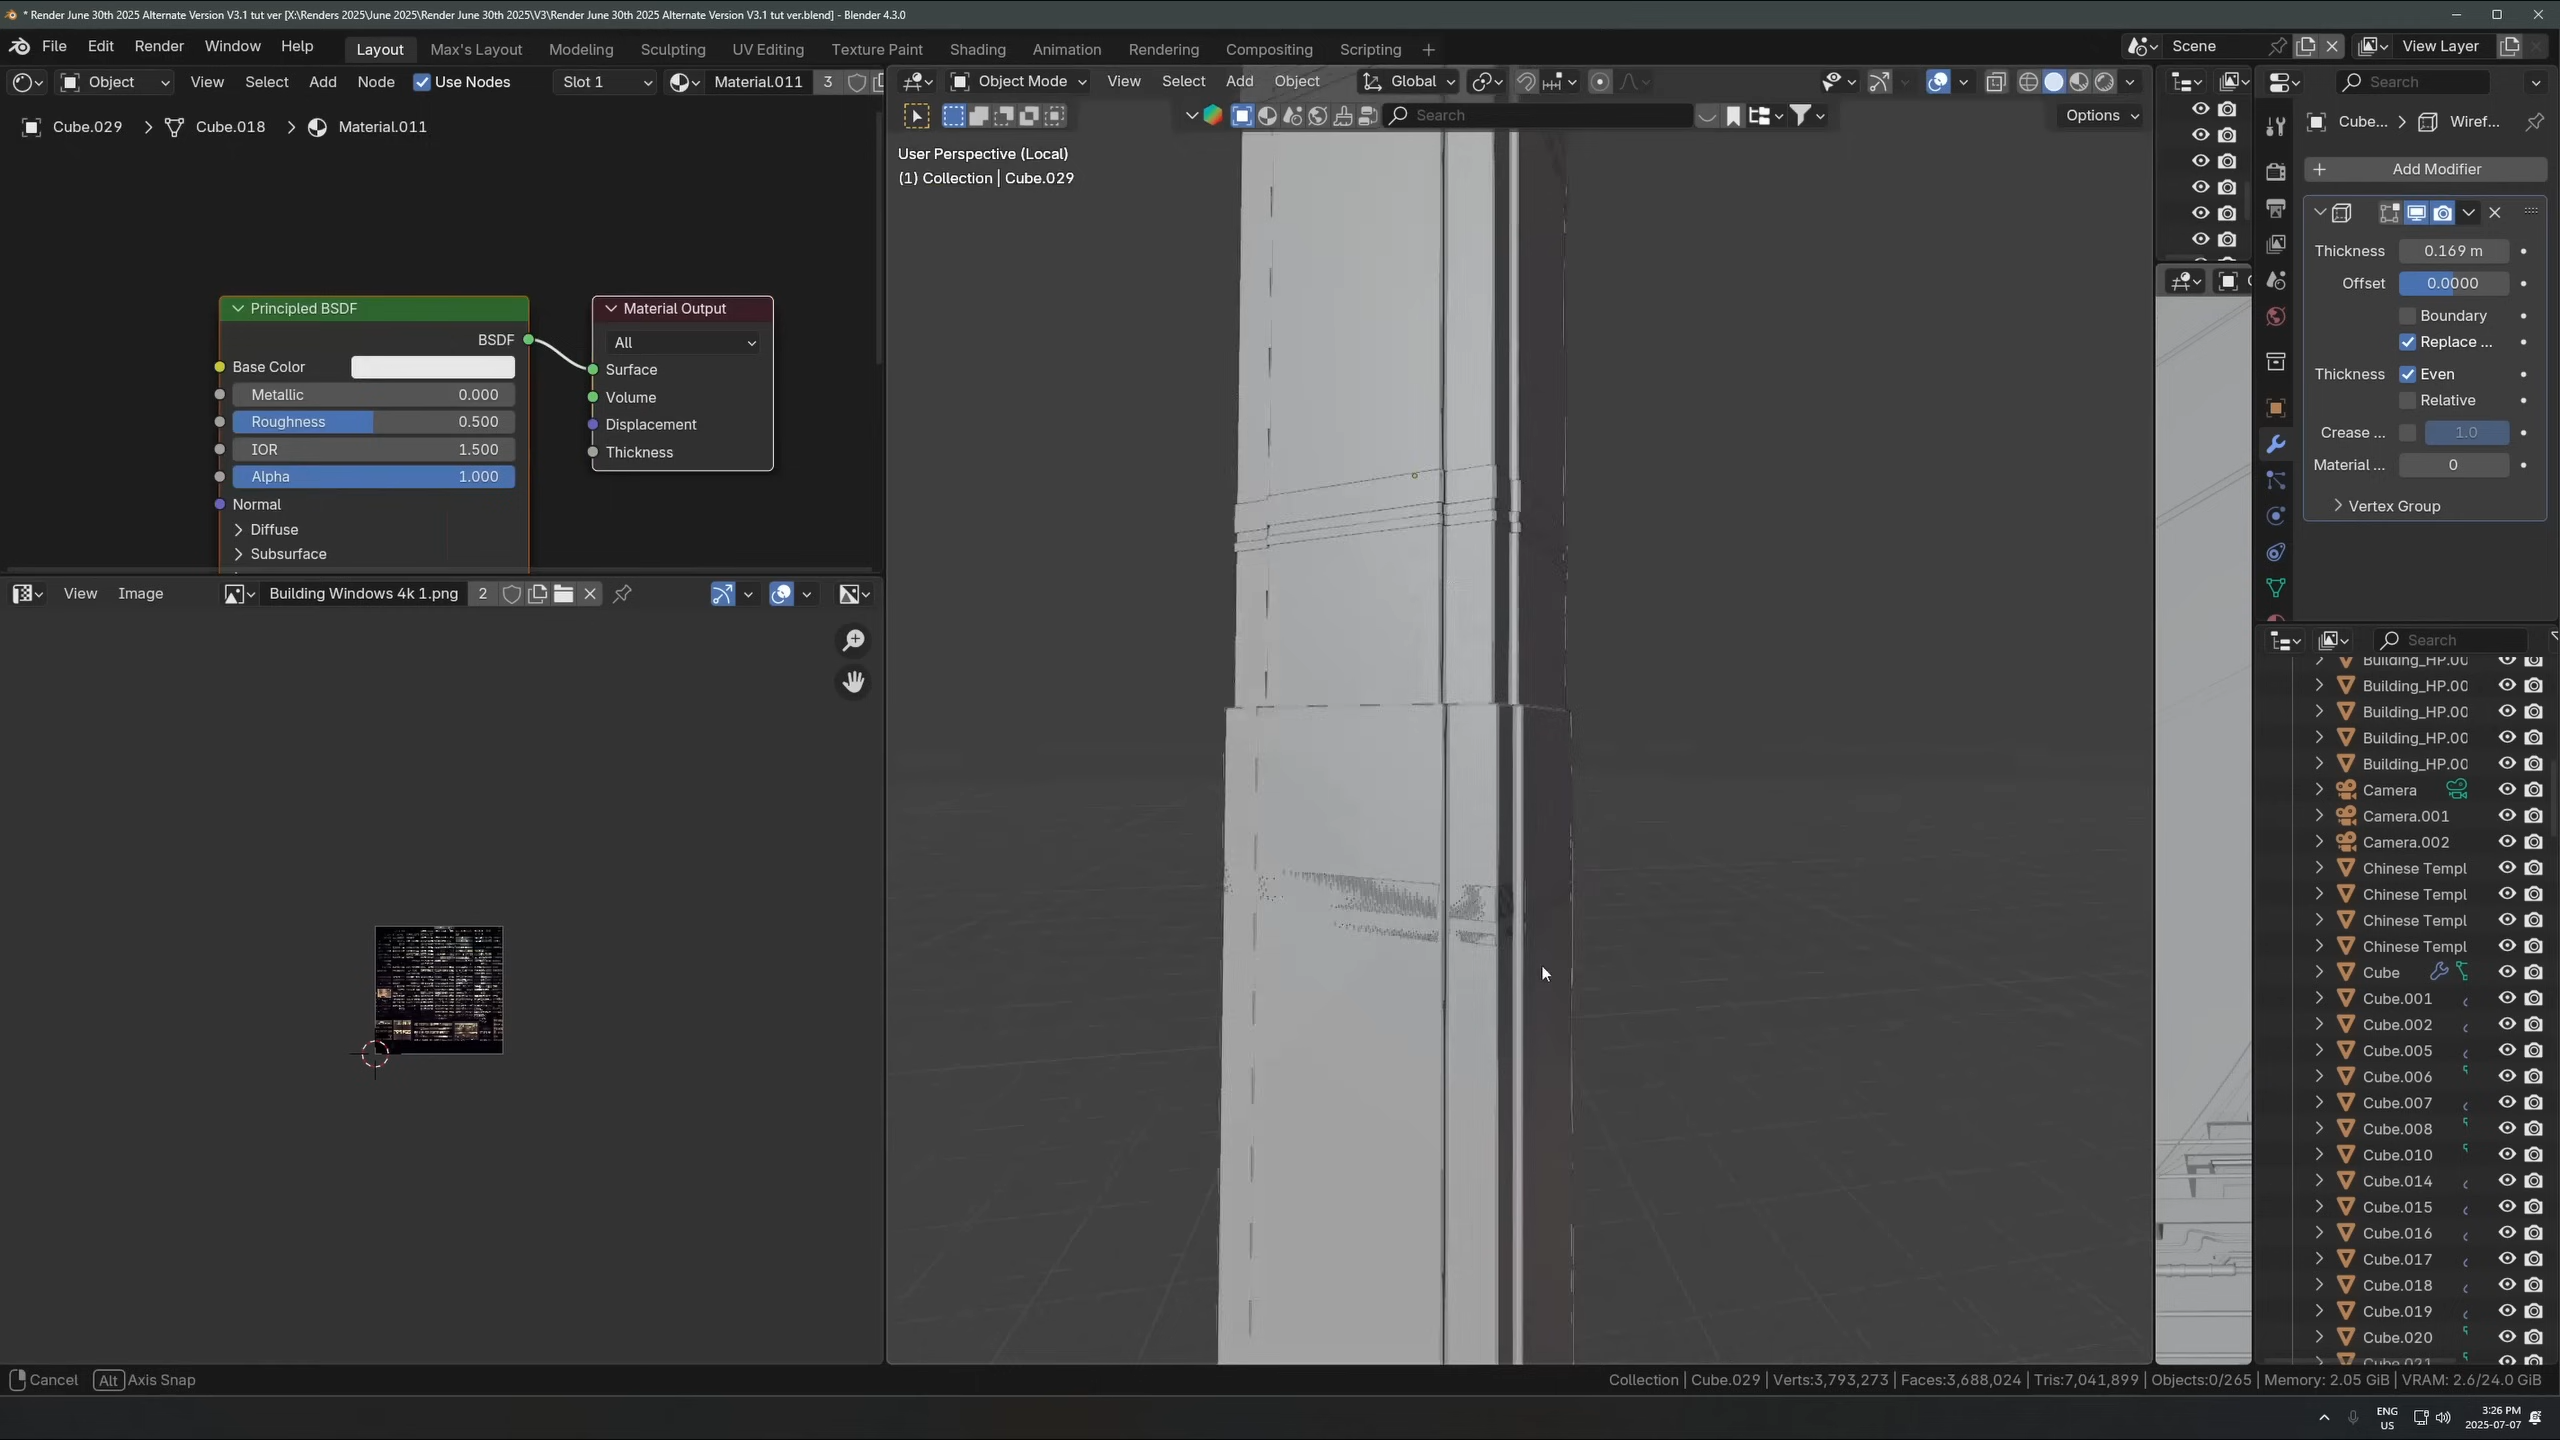 * Render June 30th 2025 Alternate Version V3.1 tut ver [X:\Renders 2025\June 2025\Render June 30th 2025\V3\Render June 30th 2025 Alternate Version V3.1 tut ver.blend] - Blender 4.3.0
File Edit Render Window Help Layout Max's Layout Modeling Sculpting UV Editing Texture Paint Shading Animation Rendering Compositing Scripting + Scene View Layer
Object View Select Add Node Use Nodes Slot 1 Material.011 3
Object Mode View Select Add Object Global
Search
Search
Options
Cube.029 > Cube.018 > Material.011
Cube... > Wiref...
User Perspective (Local)
(1) Collection | Cube.029
Add Modifier
Thickness 0.169 m
Offset 0.0000
Boundary
Replace ...
Thickness Even
Relative
Crease ... 1.0
Material ... 0
Vertex Group
Principled BSDF
BSDF
Base Color
Metallic 0.000
Roughness 0.500
IOR 1.500
Alpha 1.000
Normal
Diffuse
Subsurface
Material Output
All
Surface
Volume
Displacement
Thickness
View Image Building Windows 4k 1.png 2
Search
Building_HP.00
Building_HP.00
Building_HP.00
Building_HP.00
Building_HP.00
Camera
Camera.001
Camera.002
Chinese Templ
Chinese Templ
Chinese Templ
Chinese Templ
Cube
Cube.001
Cube.002
Cube.005
Cube.006
Cube.007
Cube.008
Cube.010
Cube.014
Cube.015
Cube.016
Cube.017
Cube.018
Cube.019
Cube.020
Cube.021
Cancel Alt Axis Snap
Collection | Cube.029 | Verts:3,793,273 | Faces:3,688,024 | Tris:7,041,899 | Objects:0/265 | Memory: 2.05 GiB | VRAM: 2.6/24.0 GiB
ENG
US
3:26 PM
2025-07-07